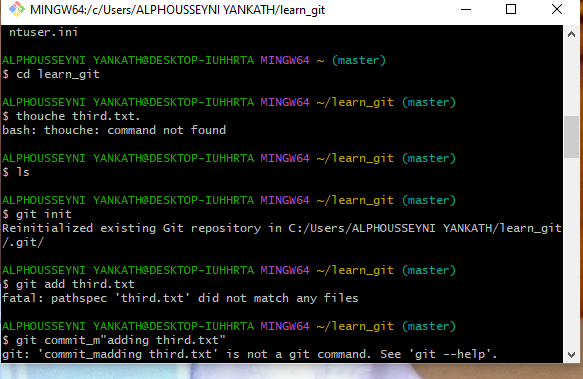 MINGW64:/c/Users/ALPHOUSSEYNI YANKATH/learn_git
ntuser.ini
ALPHOUSSEYNI YANKATH@DESKTOP-IUHHRTA MINGW64 ~ (master)
$ cd learn_git
ALPHOUSSEYNI YANKATH@DESKTOP-IUHHRTA MINGW64 ~/learn_git (master)
$ thouche third.txt.
bash: thouche: command not found
ALPHOUSSEYNI YANKATH@DESKTOP-IUHHRTA MINGW64 ~/learn_git (master)
$ ls
ALPHOUSSEYNI YANKATH@DESKTOP-IUHHRTA MINGW64 ~/learn_git (master)
$ git init
Reinitialized existing Git repository in C:/Users/ALPHOUSSEYNI YANKATH/learn_git
/.git/
ALPHOUSSEYNI YANKATH@DESKTOP-IUHHRTA MINGW64 ~/learn_git (master)
$ git add third.txt
fatal: pathspec 'third.txt' did not match any files
ALPHOUSSEYNI YANKATH@DESKTOP-IUHHRTA MINGW64 ~/learn_git (master)
$ git commit_m"adding third.txt"
git: 'commit_madding third.txt' is not a git command. See 'git --help'.